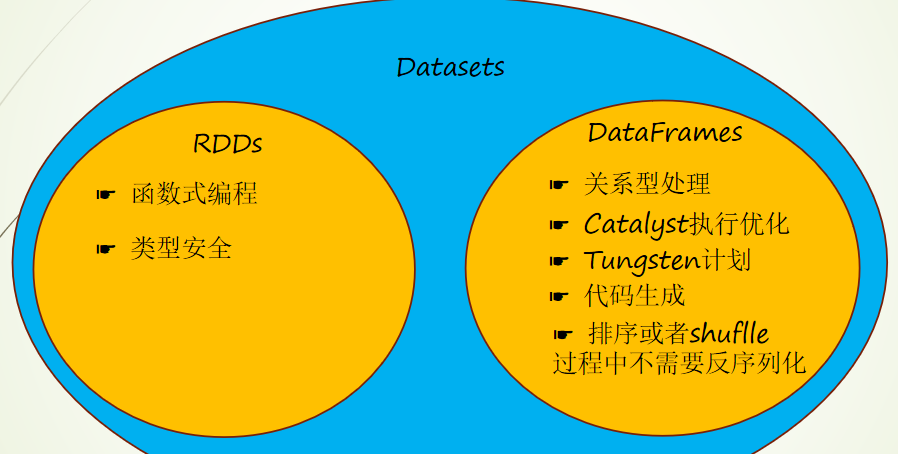 Datasets
RDDs
☛ 函数式编程
☛ 类型安全
DataFrames
☛ 关系型处理
☛ Catalyst执行优化
☛ Tungsten计划
☛ 代码生成
☛ 排序或者shuflle
过程中不需要反序列化